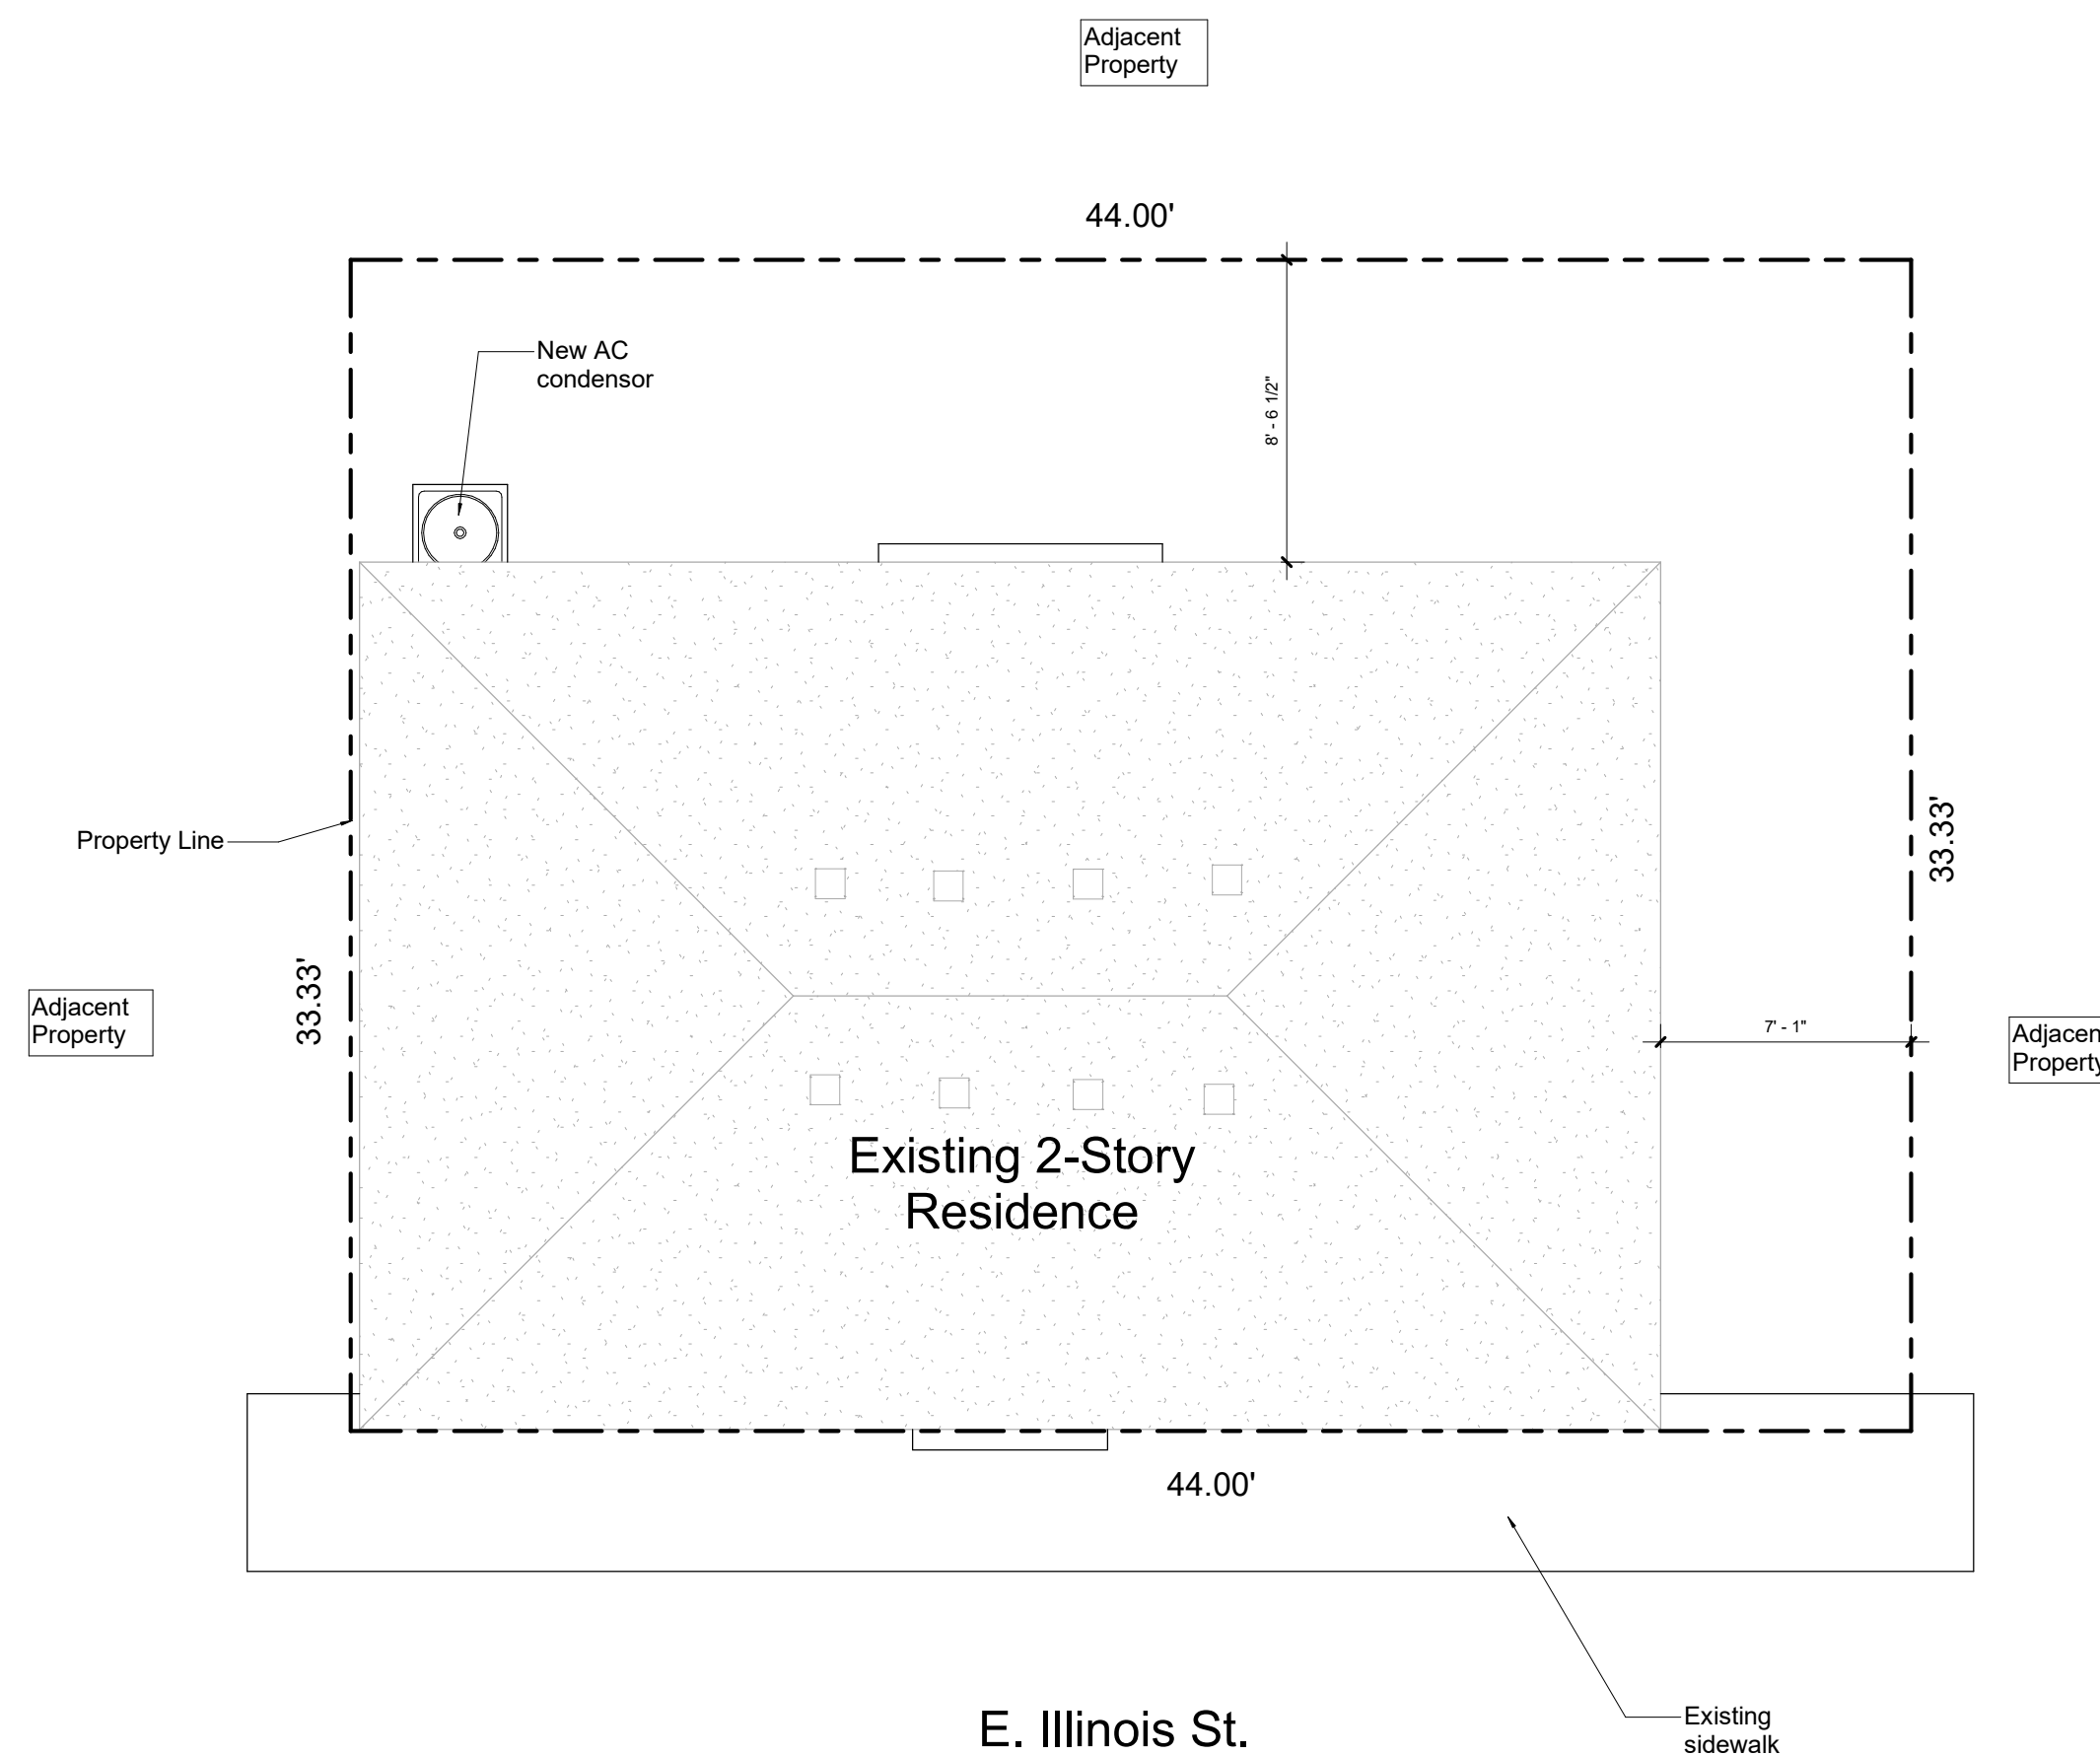 Adjacent
Property
44.00'
New AC
condensor
8' - 6 1/2"
Property Line
33.33'
33.33'
Adjacent
Property
7' - 1"
Adjacen
Property
Existing 2-Story
Residence
44.00'
E. Illinois St.
Existing
sidewalk